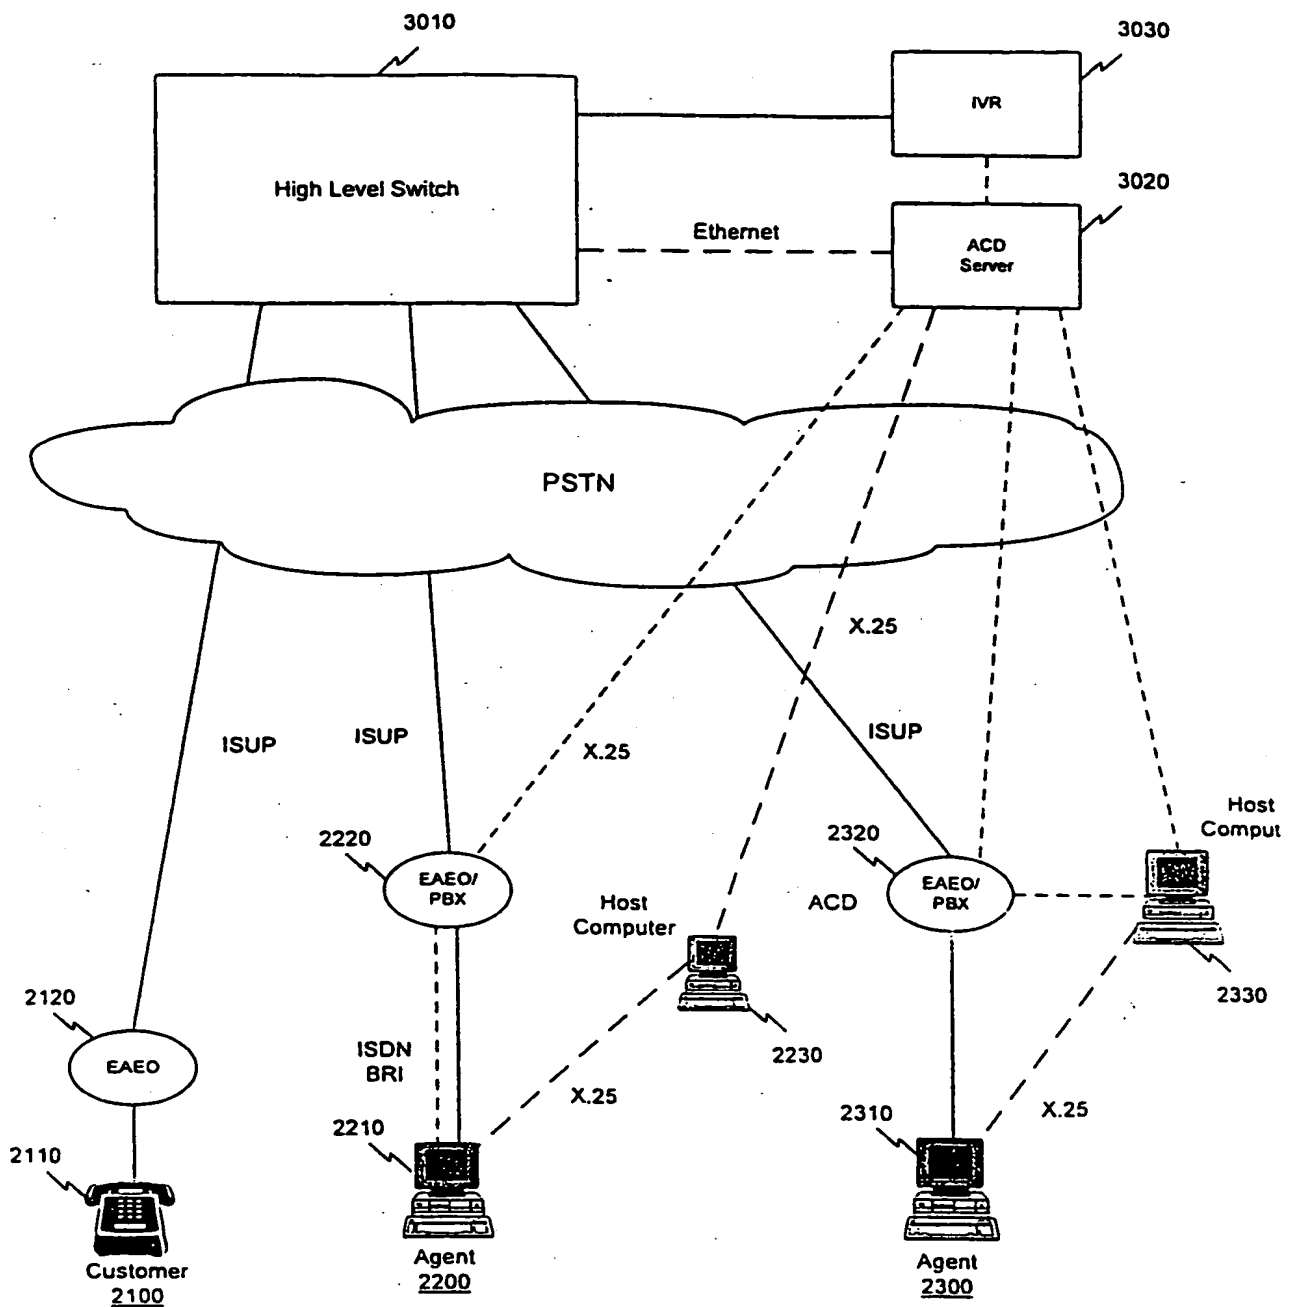 3010
3030
IVR
High Level Switch
3020
Ethernet
ACD
Server
PSTN
X.25
ISUP
ISUP
X.25
ISUP
Host
Comput
2220
2320
EAEO/
PBX
Host
Computer
ACD
EAEO/
PBX
2330
2120
EAEO
ISDN
BRI
2230
X.25
2210
2310
X.25
2110
Customer
2100
Agent
2200
Agent
2300